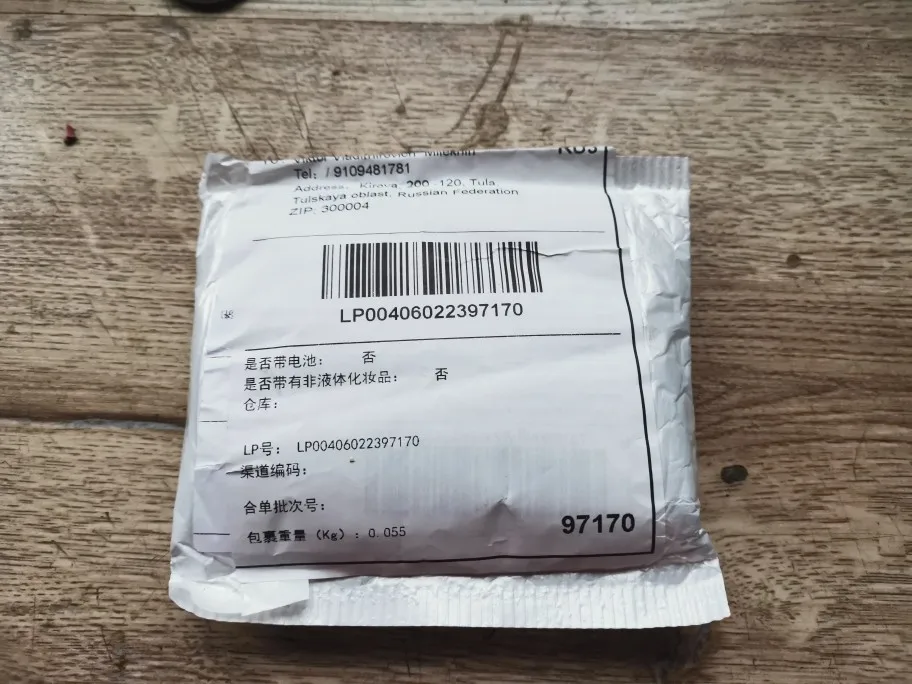 Tel: / 9109481781
Address: Kirova, 200 -120, Tula
Tulskaya oblast, Russian Federation
ZIP: 300004
LP00406022397170
是否带电池： 否
是否带有非液体化妆品： 否
仓库：
LP号： LP00406022397170
渠道编码：
合单批次号：
97170
包裹重量（Kg）：0.055